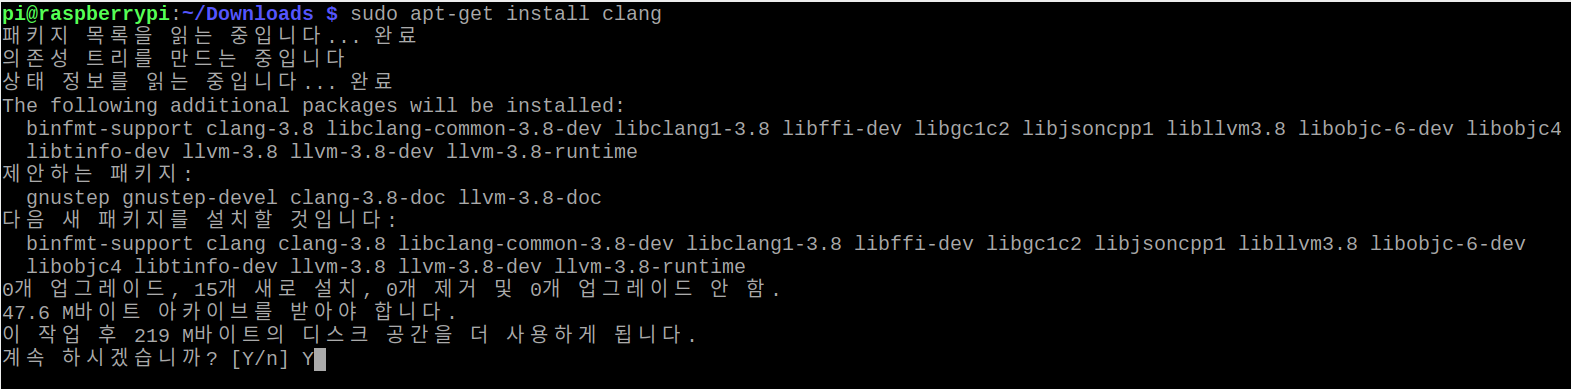 pi@raspberrypi:~/Downloads $ sudo apt-get install clang
패키지 목록을 읽는 중입니다... 완료
의존성 트리를 만드는 중입니다
상태 정보를 읽는 중입니다... 완료
The following additional packages will be installed:
  binfmt-support clang-3.8 libclang-common-3.8-dev libclang1-3.8 libffi-dev libgc1c2 libjsoncpp1 libllvm3.8 libobjc-6-dev libobjc4
  libtinfo-dev llvm-3.8 llvm-3.8-dev llvm-3.8-runtime
제안하는 패키지:
  gnustep gnustep-devel clang-3.8-doc llvm-3.8-doc
다음 새 패키지를 설치할 것입니다:
  binfmt-support clang clang-3.8 libclang-common-3.8-dev libclang1-3.8 libffi-dev libgc1c2 libjsoncpp1 libllvm3.8 libobjc-6-dev
  libobjc4 libtinfo-dev llvm-3.8 llvm-3.8-dev llvm-3.8-runtime
0개 업그레이드, 15개 새로 설치, 0개 제거 및 0개 업그레이드 안 함.
47.6 M바이트 아카이브를 받아야 합니다.
이 작업 후 219 M바이트의 디스크 공간을 더 사용하게 됩니다.
계속 하시겠습니까? [Y/n] Y